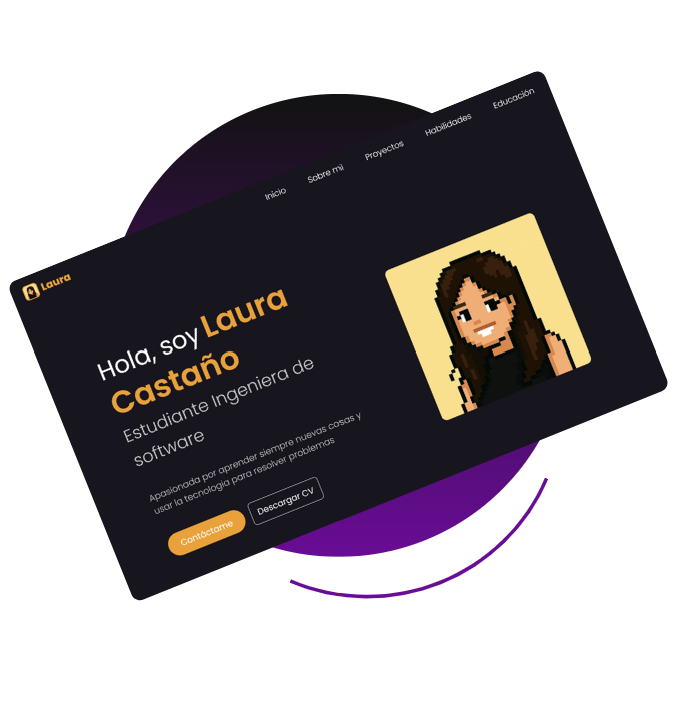 Laura
Inicio
Sobre mi
Proyectos
Habilidades
Educación
Hola, soy Laura
Castaño
Estudiante Ingeniera de
software
Apasionada por aprender siempre nuevas cosas y
usar la tecnología para resolver problemas
Contáctame
Descargar CV